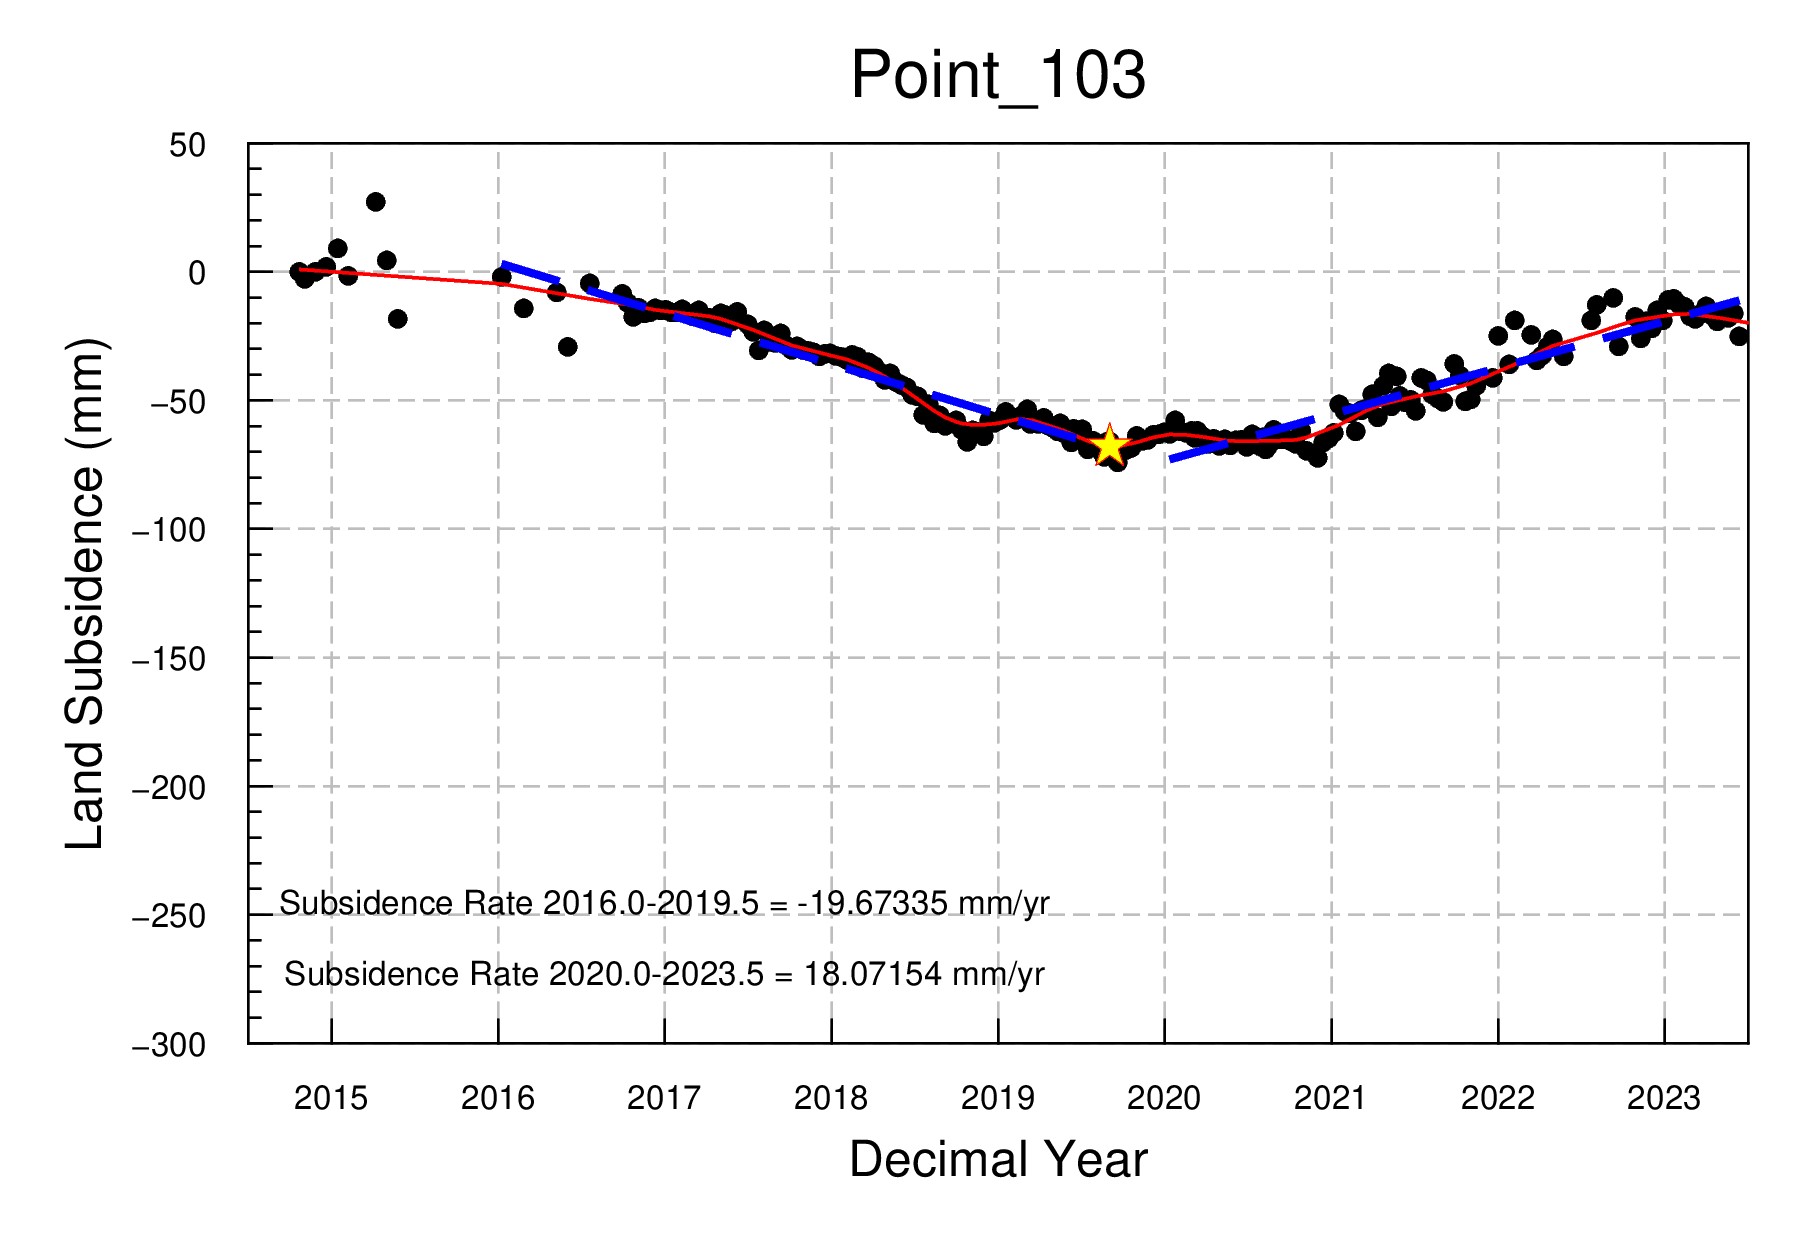 Point_103
50
0
−50
−100
−150
−200
−250
−300
Land Subsidence (mm)
Subsidence Rate 2016.0-2019.5 = -19.67335 mm/yr
Subsidence Rate 2020.0-2023.5 = 18.07154 mm/yr
2015 2016 2017 2018 2019 2020 2021 2022 2023
Decimal Year